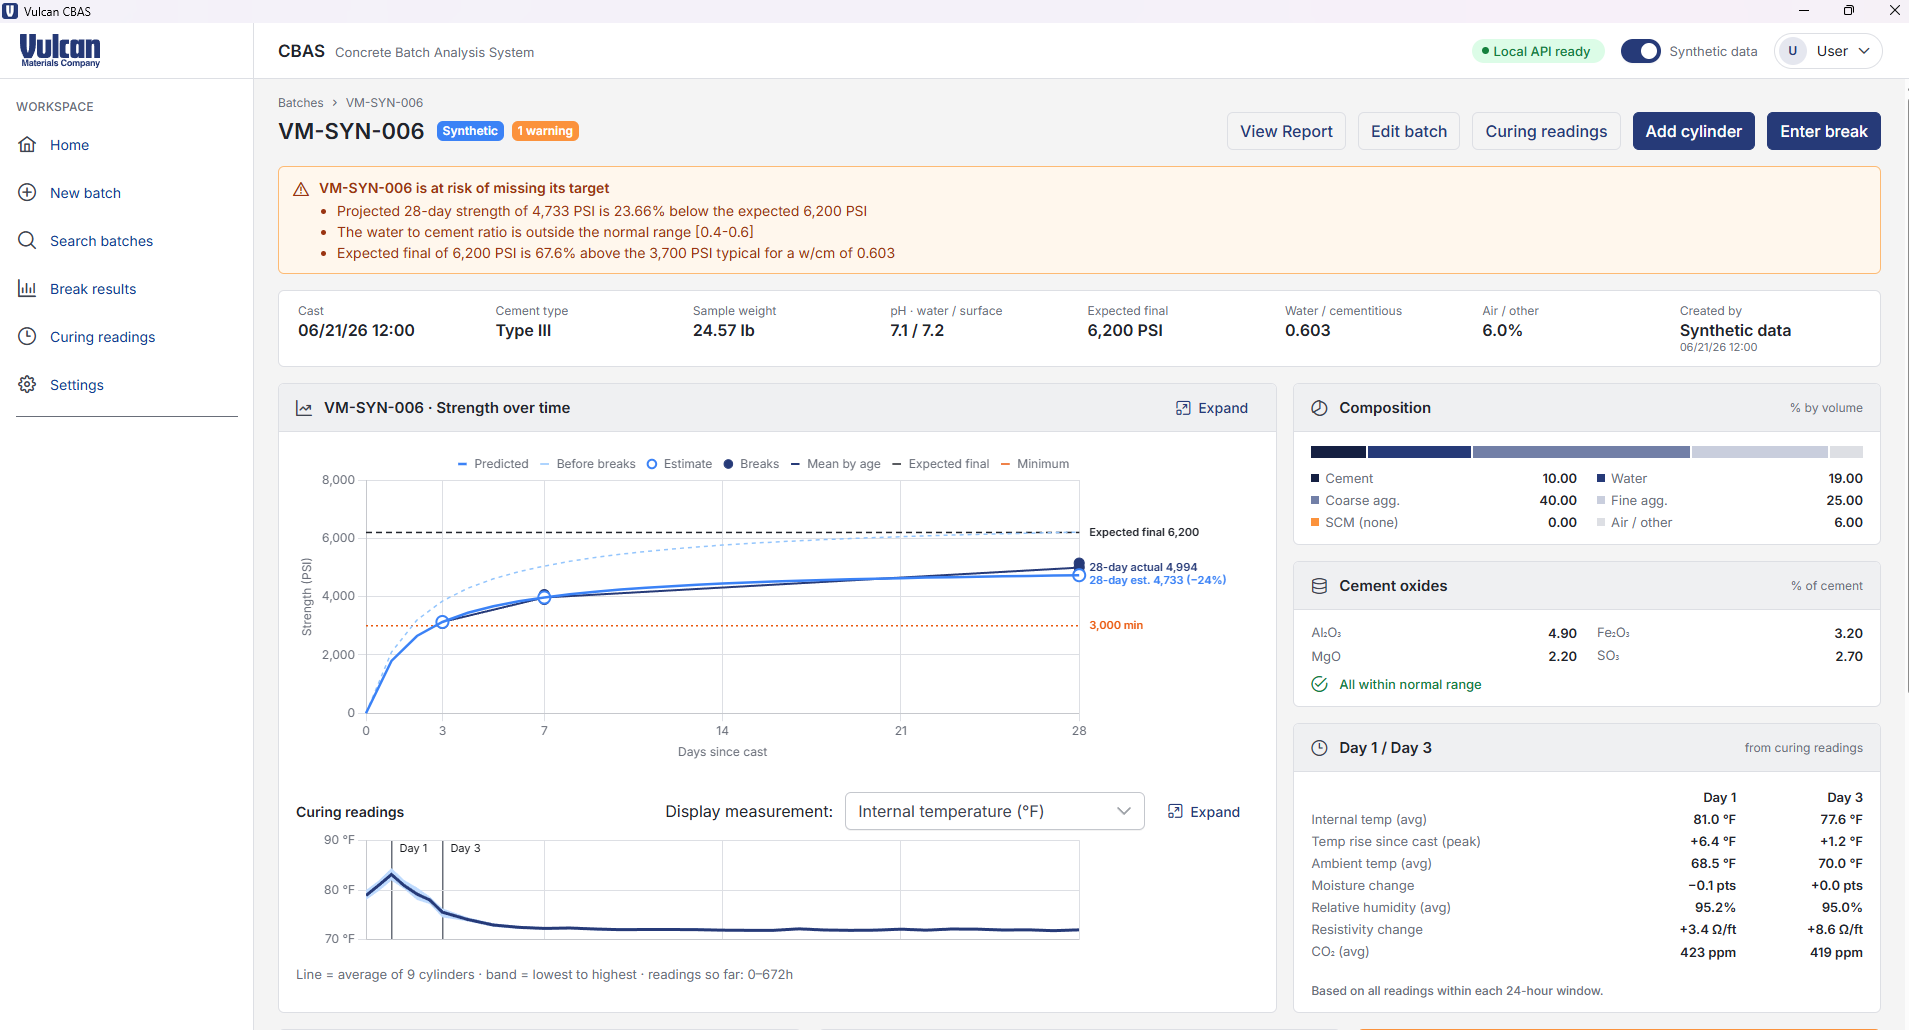 Vulcan CBAS
Vulcan
Materials Company
CBAS Concrete Batch Analysis System
Local API ready
Synthetic data
U User
WORKSPACE
Home
New batch
Search batches
Break results
Curing readings
Settings
Batches › VM-SYN-006
VM-SYN-006 Synthetic 1 warning
View Report
Edit batch
Curing readings
Add cylinder
Enter break
VM-SYN-006 is at risk of missing its target
• Projected 28-day strength of 4,733 PSI is 23.66% below the expected 6,200 PSI
• The water to cement ratio is outside the normal range [0.4-0.6]
• Expected final of 6,200 PSI is 67.6% above the 3,700 PSI typical for a w/cm of 0.603
Cast
06/21/26 12:00
Cement type
Type III
Sample weight
24.57 lb
pH · water / surface
7.1 / 7.2
Expected final
6,200 PSI
Water / cementitious
0.603
Air / other
6.0%
Created by
Synthetic data
06/21/26 12:00
VM-SYN-006 · Strength over time
Expand
Predicted Before breaks Estimate Breaks Mean by age Expected final Minimum
8,000
6,000
4,000
2,000
0
Strength (PSI)
Expected final 6,200
28-day actual 4,994
28-day est. 4,733 (−24%)
3,000 min
0 3 7 14 21 28
Days since cast
Curing readings
Display measurement: Internal temperature (°F)
Expand
90 °F
80 °F
70 °F
Day 1 Day 3
Line = average of 9 cylinders · band = lowest to highest · readings so far: 0–672h
Composition % by volume
Cement 10.00 Water 19.00
Coarse agg. 40.00 Fine agg. 25.00
SCM (none) 0.00 Air / other 6.00
Cement oxides % of cement
Al₂O₃ 4.90 Fe₂O₃ 3.20
MgO 2.20 SO₃ 2.70
All within normal range
Day 1 / Day 3 from curing readings
Day 1 Day 3
Internal temp (avg) 81.0 °F 77.6 °F
Temp rise since cast (peak) +6.4 °F +1.2 °F
Ambient temp (avg) 68.5 °F 70.0 °F
Moisture change −0.1 pts +0.0 pts
Relative humidity (avg) 95.2% 95.0%
Resistivity change +3.4 Ω/ft +8.6 Ω/ft
CO₂ (avg) 423 ppm 419 ppm
Based on all readings within each 24-hour window.